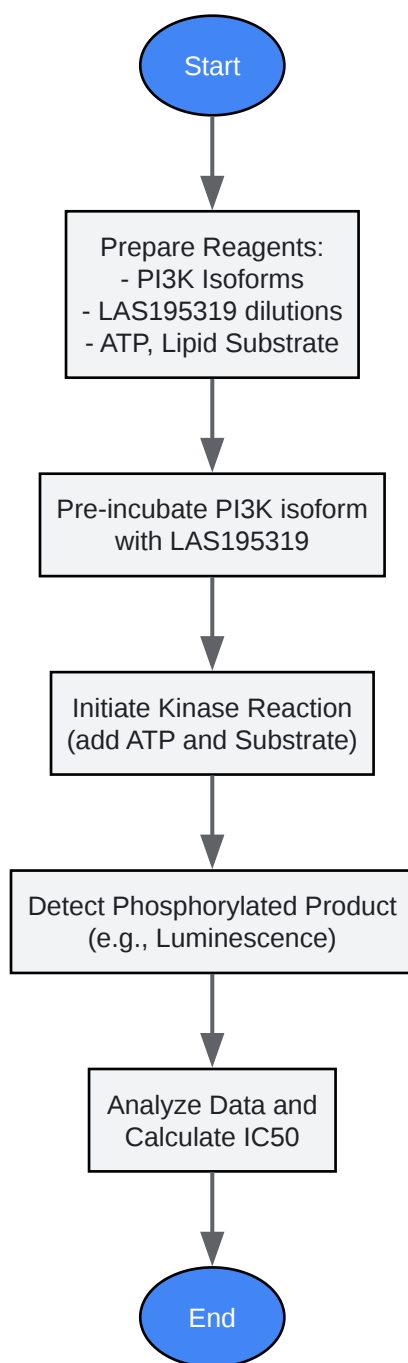 Start
Prepare Reagents:
- PI3K Isoforms
- LAS195319 dilutions
- ATP, Lipid Substrate
Pre-incubate PI3K isoform
with LAS195319
Initiate Kinase Reaction
(add ATP and Substrate)
Detect Phosphorylated Product
(e.g., Luminescence)
Analyze Data and
Calculate IC50
End